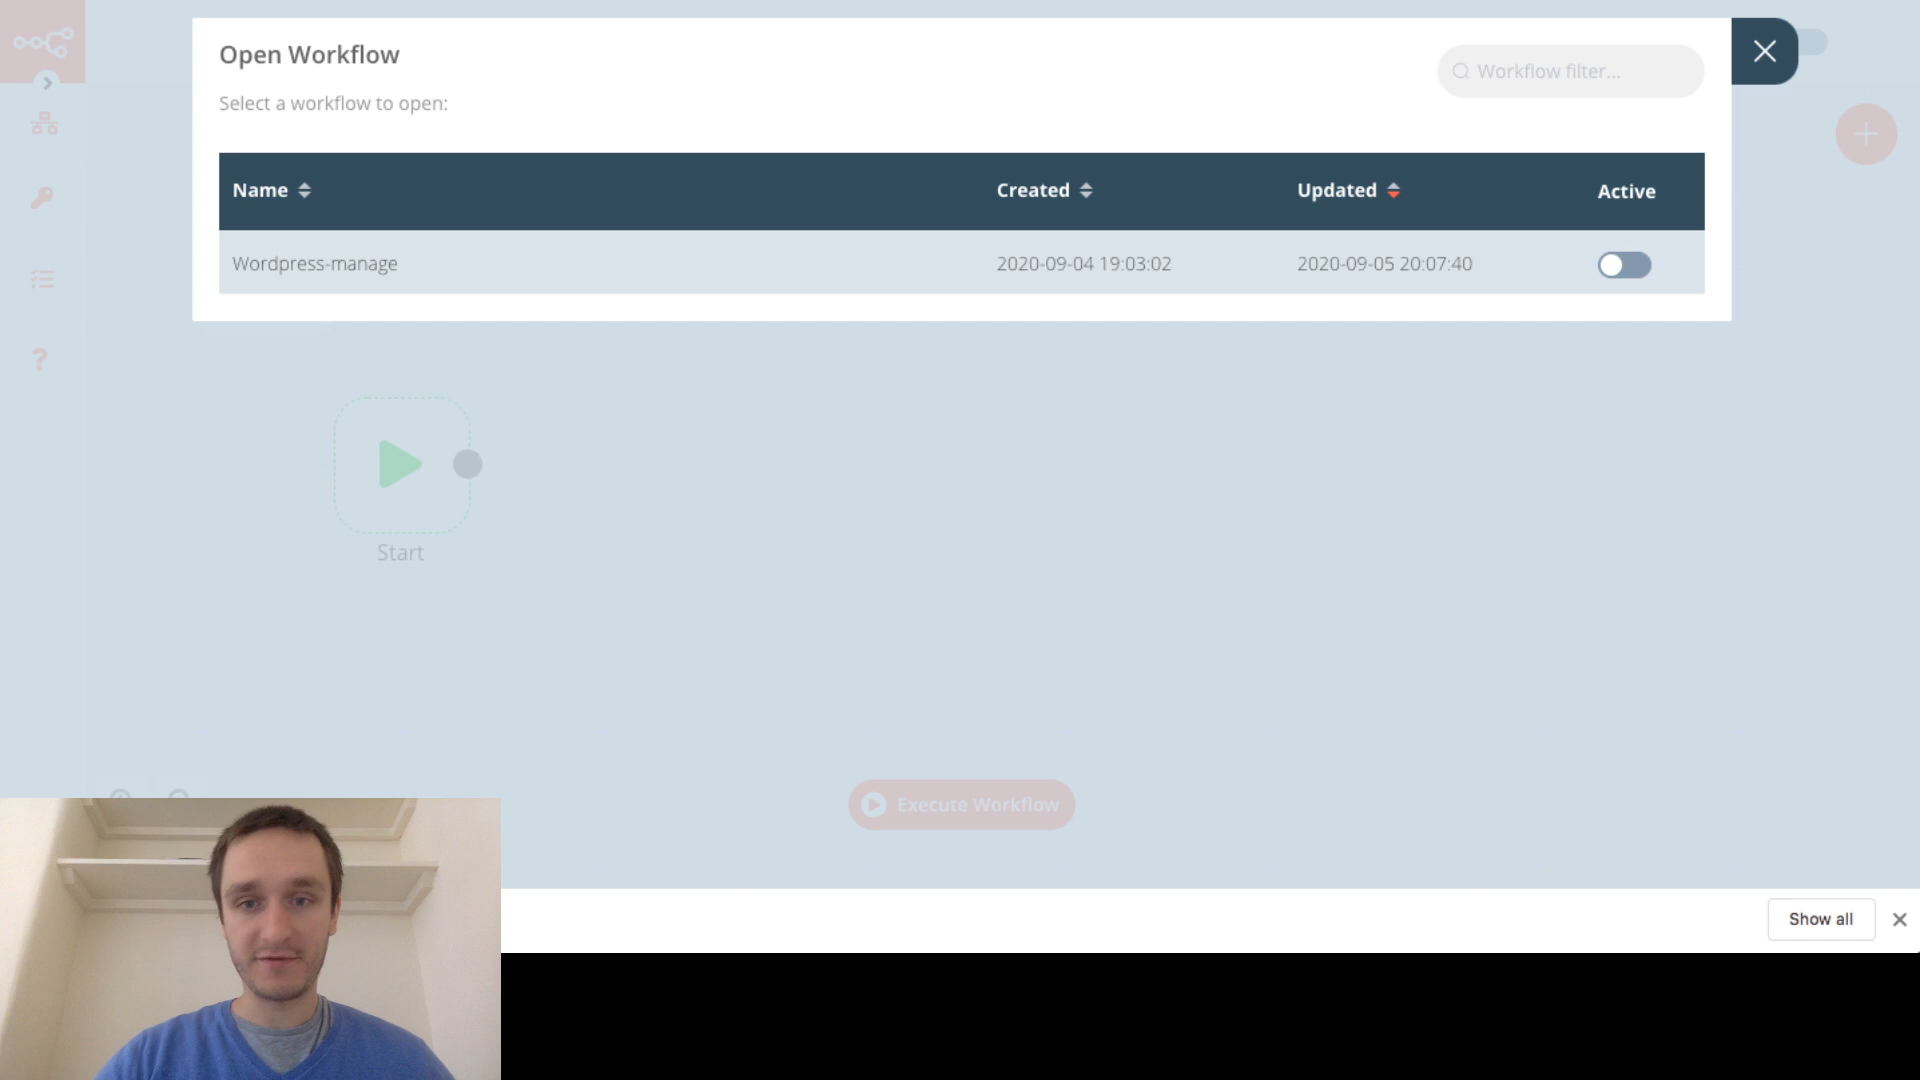 Open Workflow
Workflow filter...
Select a workflow to open:
Name Created Updated Active
Wordpress-manage 2020-09-04 19:03:02 2020-09-05 20:07:40
Start
Execute Workflow
Show all